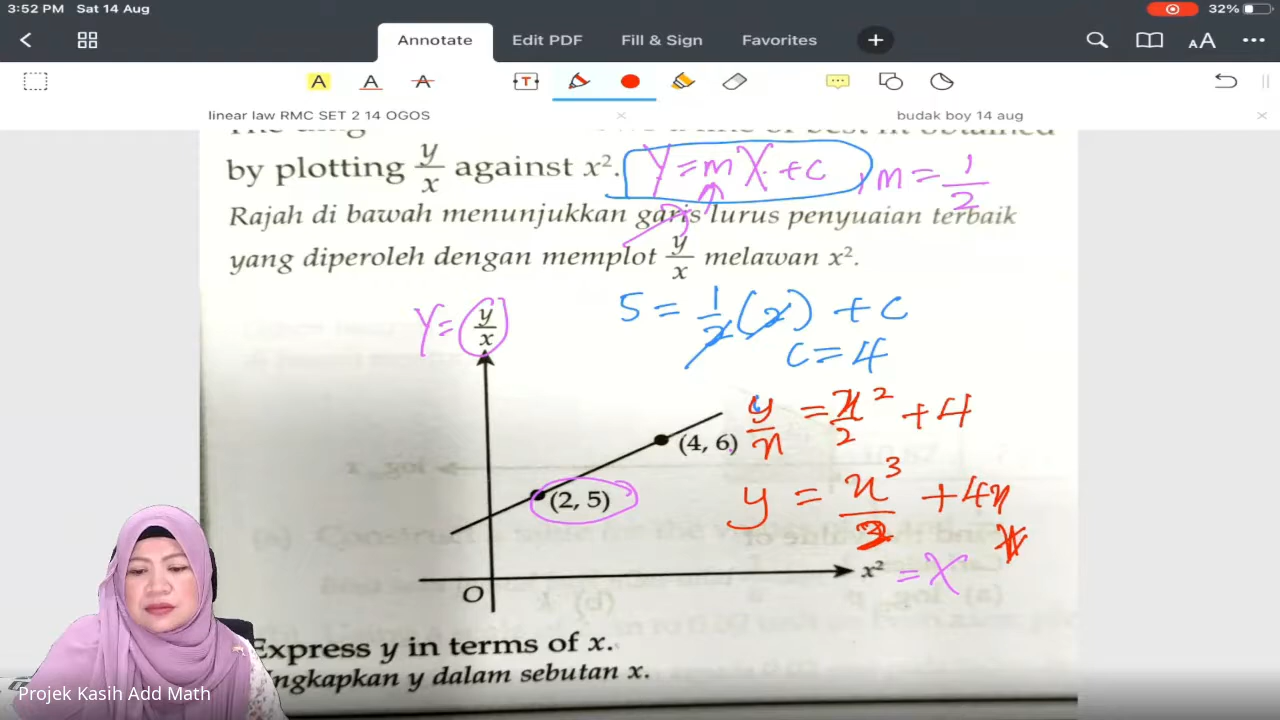 3:52 PM Sat 14 Aug
32%
Annotate
Edit PDF
Fill & Sign
Favorites
AA
A A A T
linear law RMC SET 2 14 OGOS
budak boy 14 aug
by plotting y/x against x². Y = mX + c , m = 1/2
Rajah di bawah menunjukkan garis lurus penyuaian terbaik
yang diperoleh dengan memplot y/x melawan x².
5 = 1/2 (2) + c
c = 4
Y = y/x
y/x = x²/2 + 4
(4, 6)
y = x³/2 + 4x
(2, 5)
x² = X
O
Express y in terms of x.
ngkapkan y dalam sebutan x.
Projek Kasih Add Math